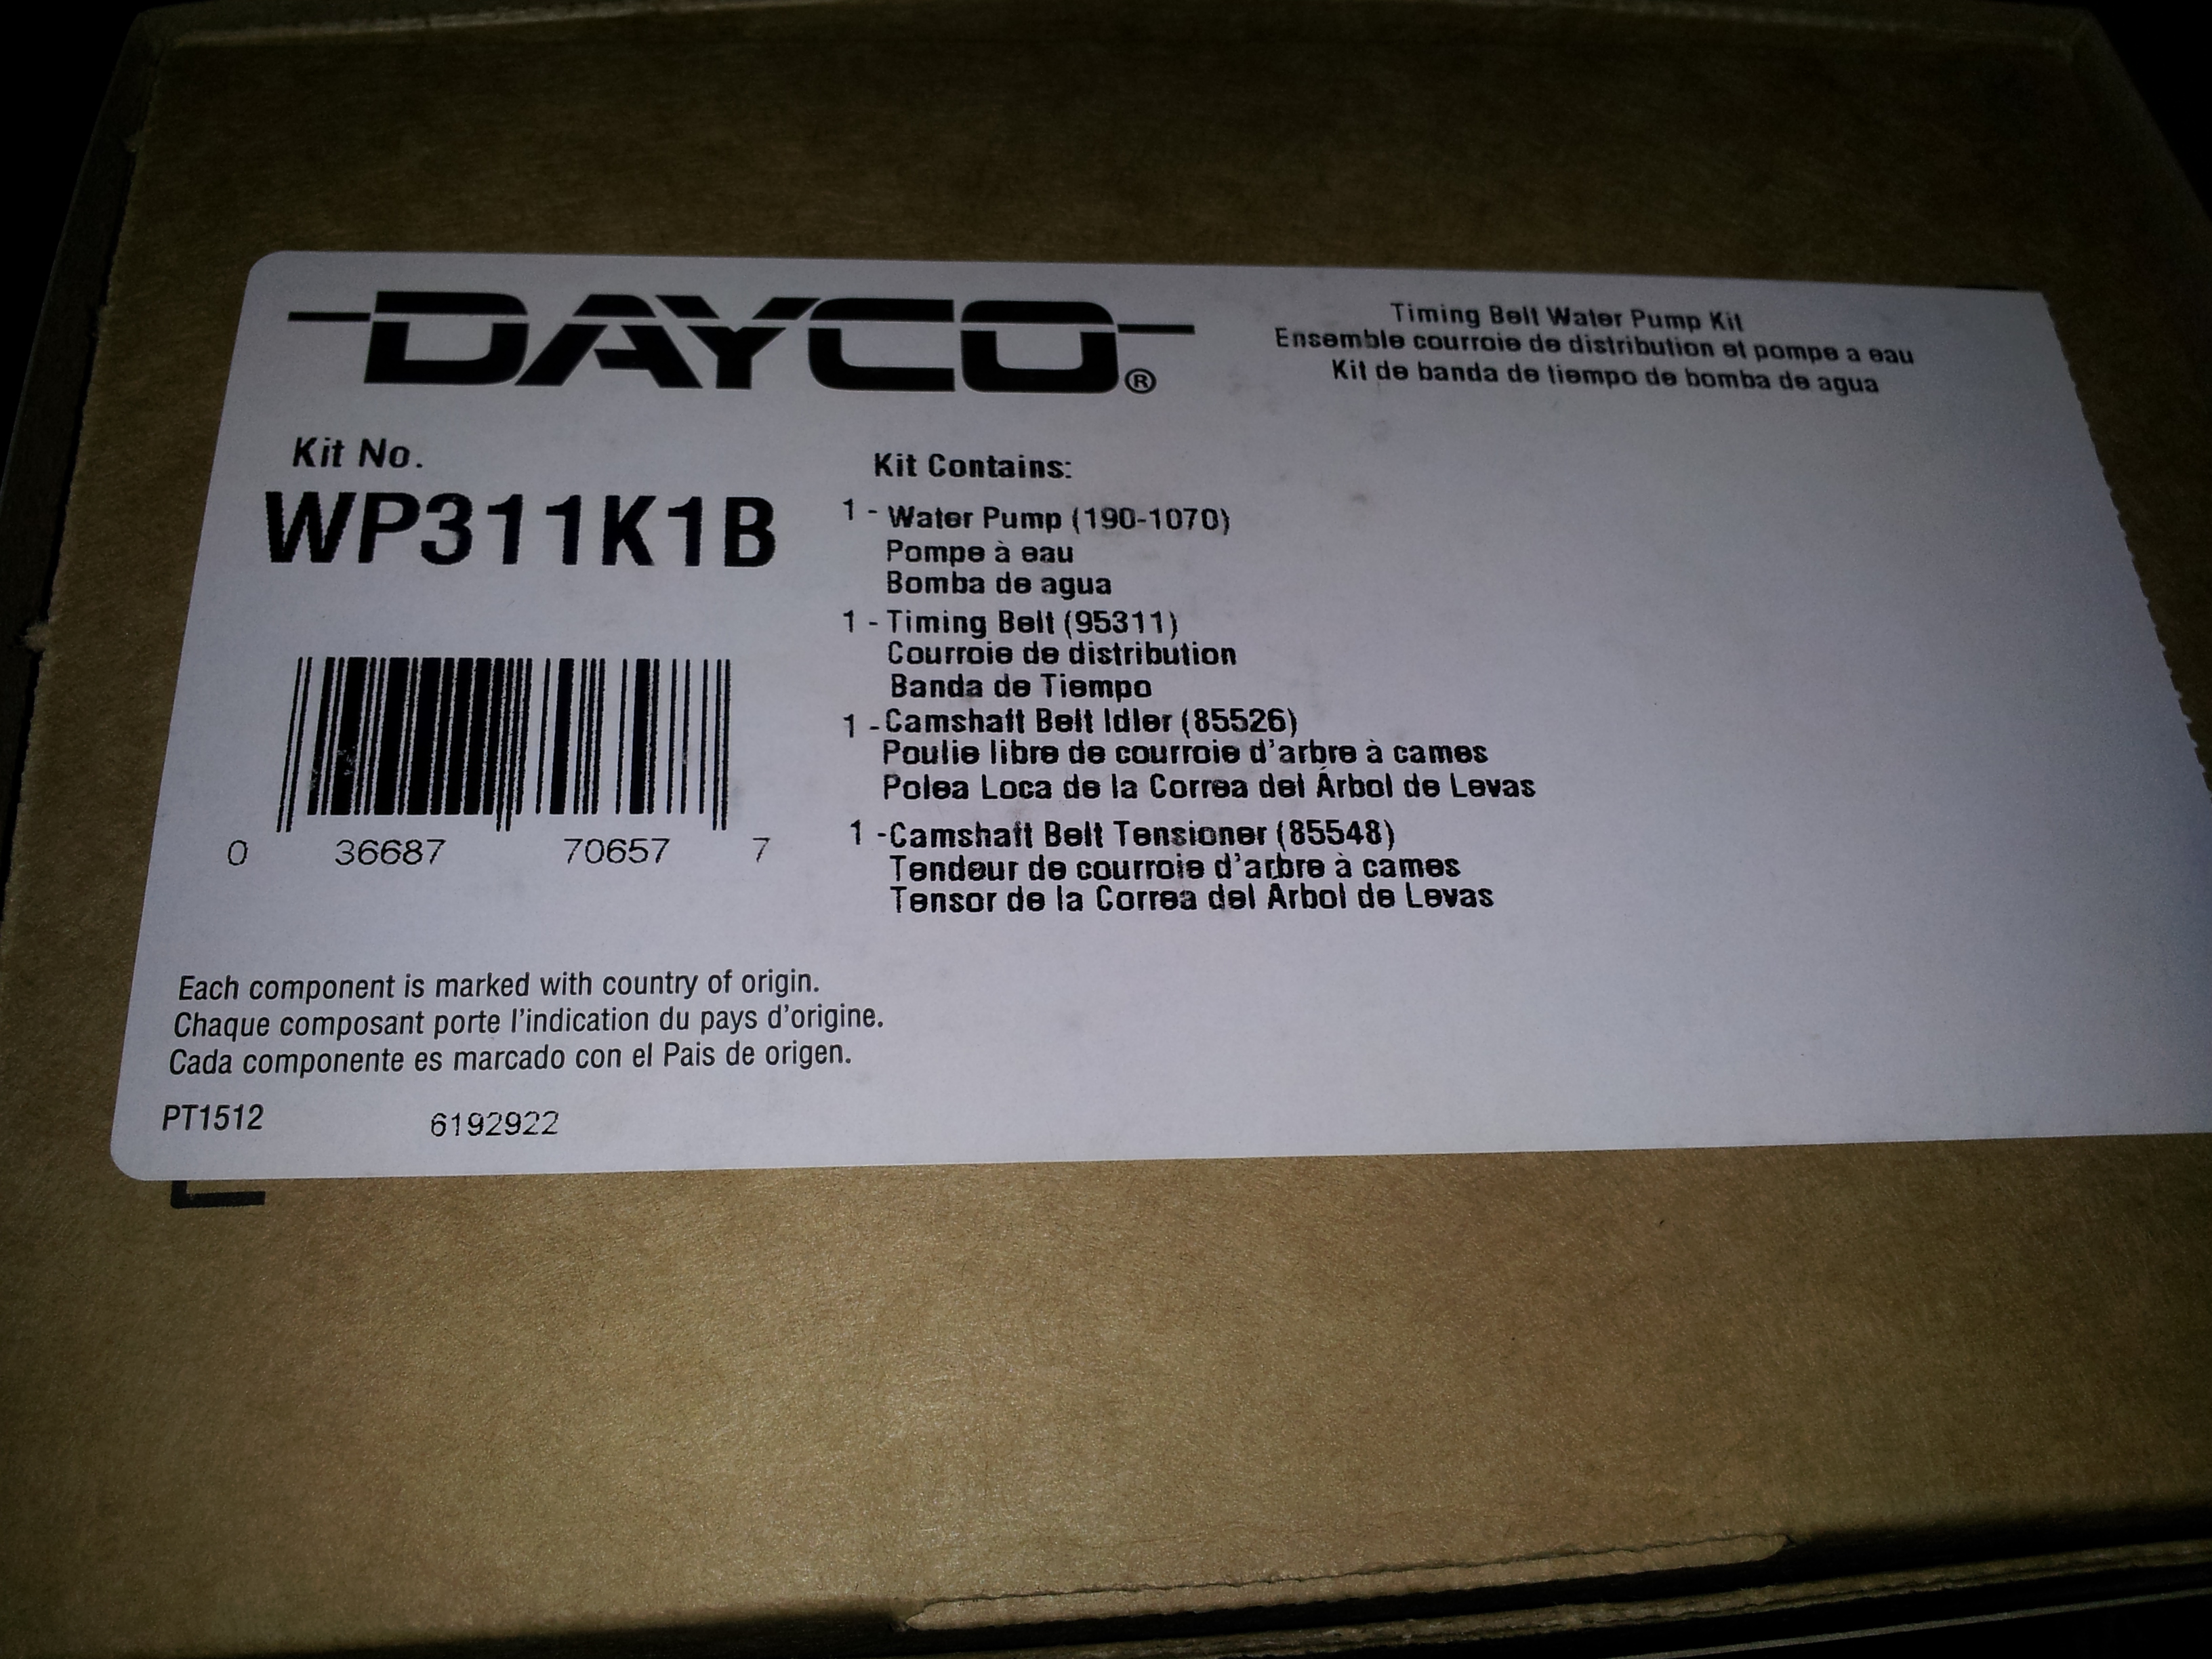 DAYCO®
Timing Belt Water Pump Kit
Ensemble courroie de distribution et pompe a eau
Kit de banda de tiempo de bomba de agua
Kit No.
WP311K1B
0 36687 70657 7
Kit Contains:
1 - Water Pump (190-1070)
Pompe à eau
Bomba de agua
1 - Timing Belt (95311)
Courroie de distribution
Banda de Tiempo
1 - Camshaft Belt Idler (85526)
Poulie libre de courroie d'arbre à cames
Polea Loca de la Correa del Árbol de Levas
1 - Camshaft Belt Tensioner (85548)
Tendeur de courroie d'arbre à cames
Tensor de la Correa del Árbol de Levas
Each component is marked with country of origin.
Chaque composant porte l'indication du pays d'origine.
Cada componente es marcado con el Pais de origen.
PT1512 6192922